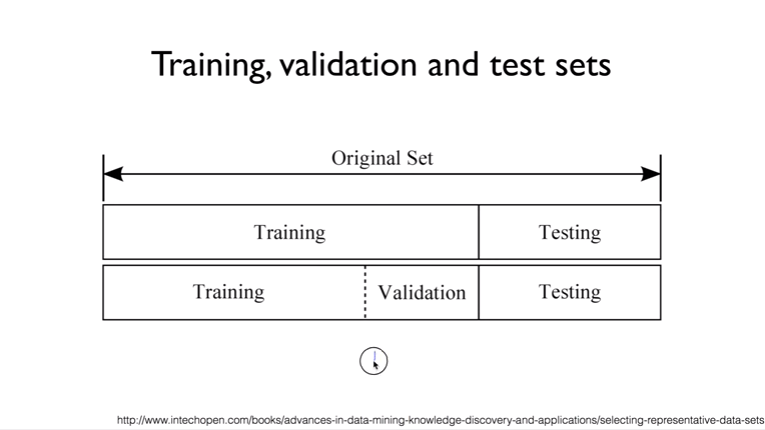 Training, validation and test sets
Original Set
Training Testing
Training Validation Testing
http://www.intechopen.com/books/advances-in-data-mining-knowledge-discovery-and-applications/selecting-representative-data-sets